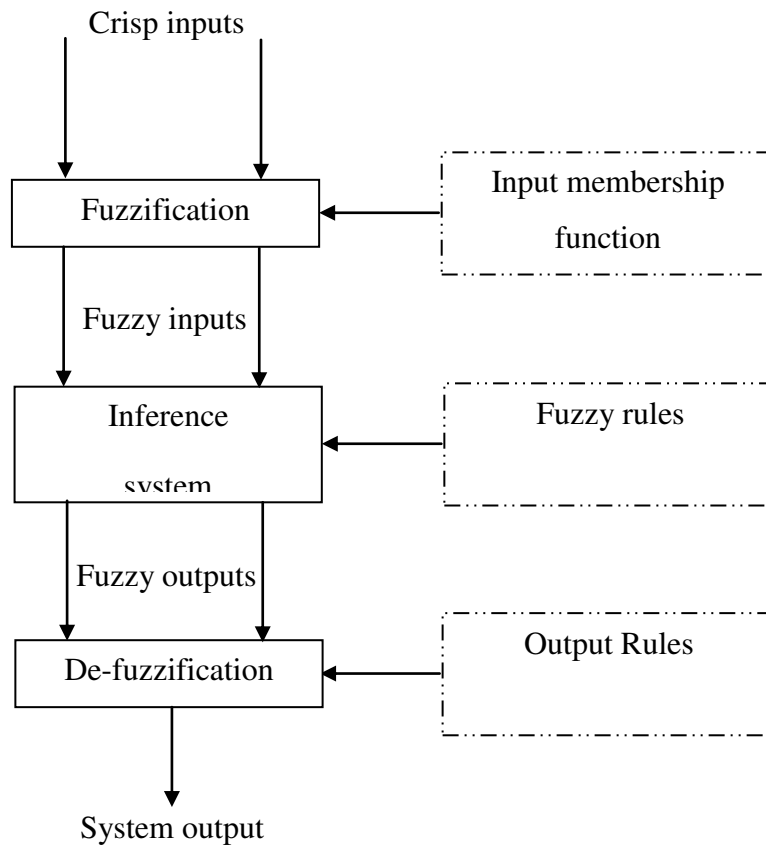 Crisp inputs
Fuzzification
Input membership
function
Fuzzy inputs
Inference
system
Fuzzy rules
Fuzzy outputs
De-fuzzification
Output Rules
System output